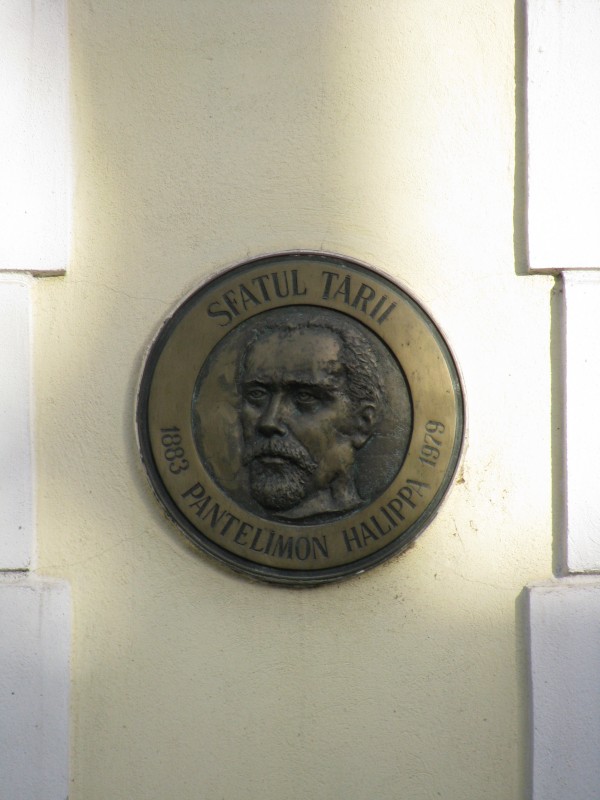 SFATUL TARII
1883 PANTELIMON HALIPPA 1979